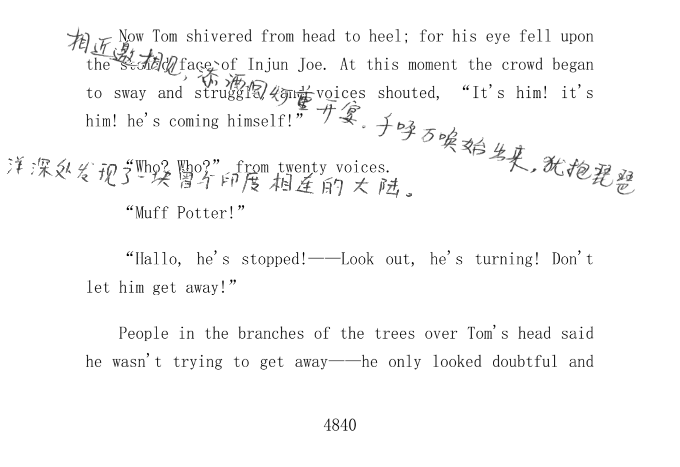 Now Tom shivered from head to heel; for his eye fell upon
the stolid face of Injun Joe. At this moment the crowd began
to sway and struggle, and voices shouted, “It's him! it's
him! he's coming himself!”
相近邀相见，添酒回灯重开宴．千呼万唤始出来，犹抱琵琶
“Who? Who?” from twenty voices.
洋深处发现了一块曾与印度相连的大陆。
“Muff Potter!”
“Hallo, he's stopped!——Look out, he's turning! Don't
let him get away!”
People in the branches of the trees over Tom's head said
he wasn't trying to get away——he only looked doubtful and
4840